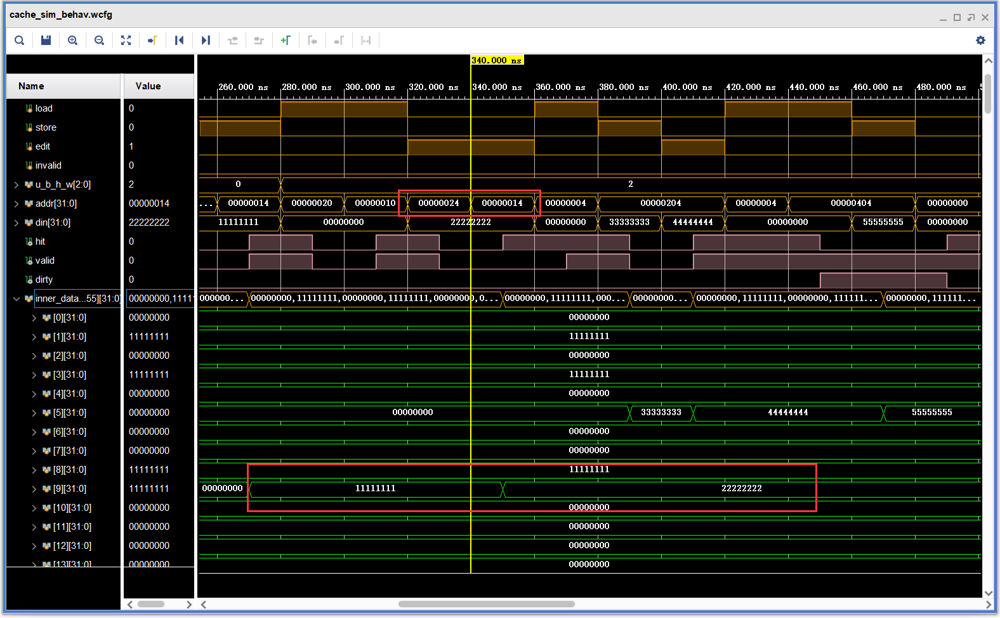 cache_sim_behav.wcfg
340.000 ns
Name Value 260.000 ns 280.000 ns 300.000 ns 320.000 ns 340.000 ns 360.000 ns 380.000 ns 400.000 ns 420.000 ns 440.000 ns 460.000 ns 480.000 ns
load 0
store 0
edit 1
invalid 0
u_b_h_w[2:0] 2 0 2
addr[31:0] 00000014 ... 00000014 00000020 00000010 00000024 00000014 00000004 00000204 00000004 00000404 00000000
din[31:0] 22222222 11111111 00000000 22222222 00000000 33333333 44444444 00000000 55555555 00000000
hit 0
valid 0
dirty 0
inner_data...55][31:0] 00000000,11111 000000... 00000000,11111111,00000000,11111111,00000000,0... 00000000,11111111,000... 00000000... 00000000,11111111,00000000,111111... 00000000,111111...
[0][31:0] 00000000 00000000
[1][31:0] 11111111 11111111
[2][31:0] 00000000 00000000
[3][31:0] 11111111 11111111
[4][31:0] 00000000 00000000
[5][31:0] 00000000 00000000 33333333 44444444 55555555
[6][31:0] 00000000 00000000
[7][31:0] 00000000 00000000
[8][31:0] 11111111 11111111
[9][31:0] 11111111 00000000 11111111 22222222
[10][31:0] 00000000 00000000
[11][31:0] 00000000 00000000
[12][31:0] 00000000 00000000
[13][31:0] 00000000 00000000